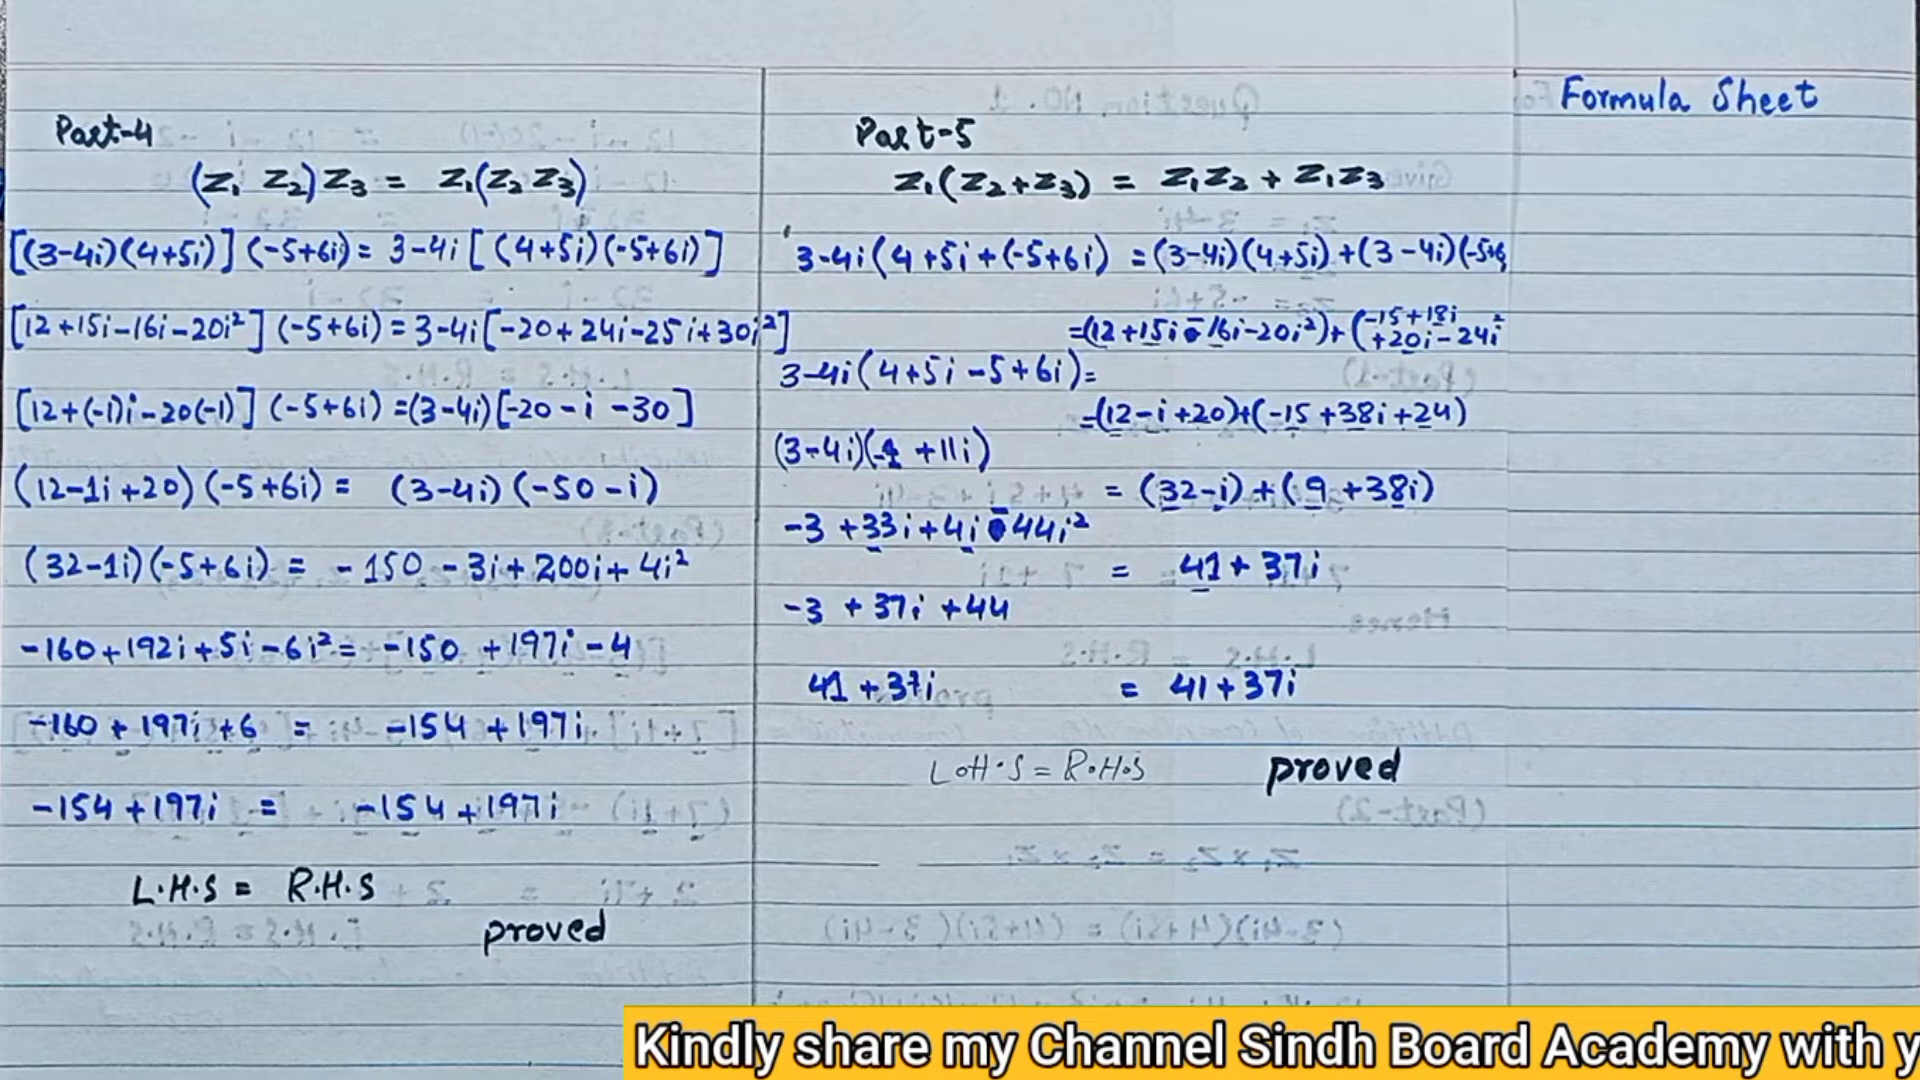 Part-4
(Z₁ Z₂)Z₃ = Z₁(Z₂ Z₃)
[(3-4i)(4+5i)](-5+6i) = 3-4i[(4+5i)(-5+6i)]
[12+15i-16i-20i²](-5+6i) = 3-4i[-20+24i-25i+30i²]
[12+(-1)i-20(-1)](-5+6i) =(3-4i)[-20-i-30]
(12-1i+20)(-5+6i) = (3-4i)(-50-i)
(32-1i)(-5+6i) = -150-3i+200i+4i²
-160+192i+5i-6i² = -150+197i-4
-160+197i+6 = -154+197i
-154+197i = -154+197i
L.H.S = R.H.S
proved
Part-5
Z₁(Z₂+Z₃) = Z₁Z₂+Z₁Z₃
3-4i(4+5i+(-5+6i) =(3-4i)(4+5i)+(3-4i)(-5+6
=(12+15i-16i-20i²)+(-15+18i
+20i-24i²
3-4i(4+5i-5+6i)=
=(12-i+20)+(-15+38i+24)
(3-4i)(-1+11i)
= (32-i)+(9+38i)
-3+33i+4i-44i²
= 41+37i
-3+37i+44
41+37i = 41+37i
L.H.S = R.H.S proved
Formula Sheet
Kindly share my Channel Sindh Board Academy with y